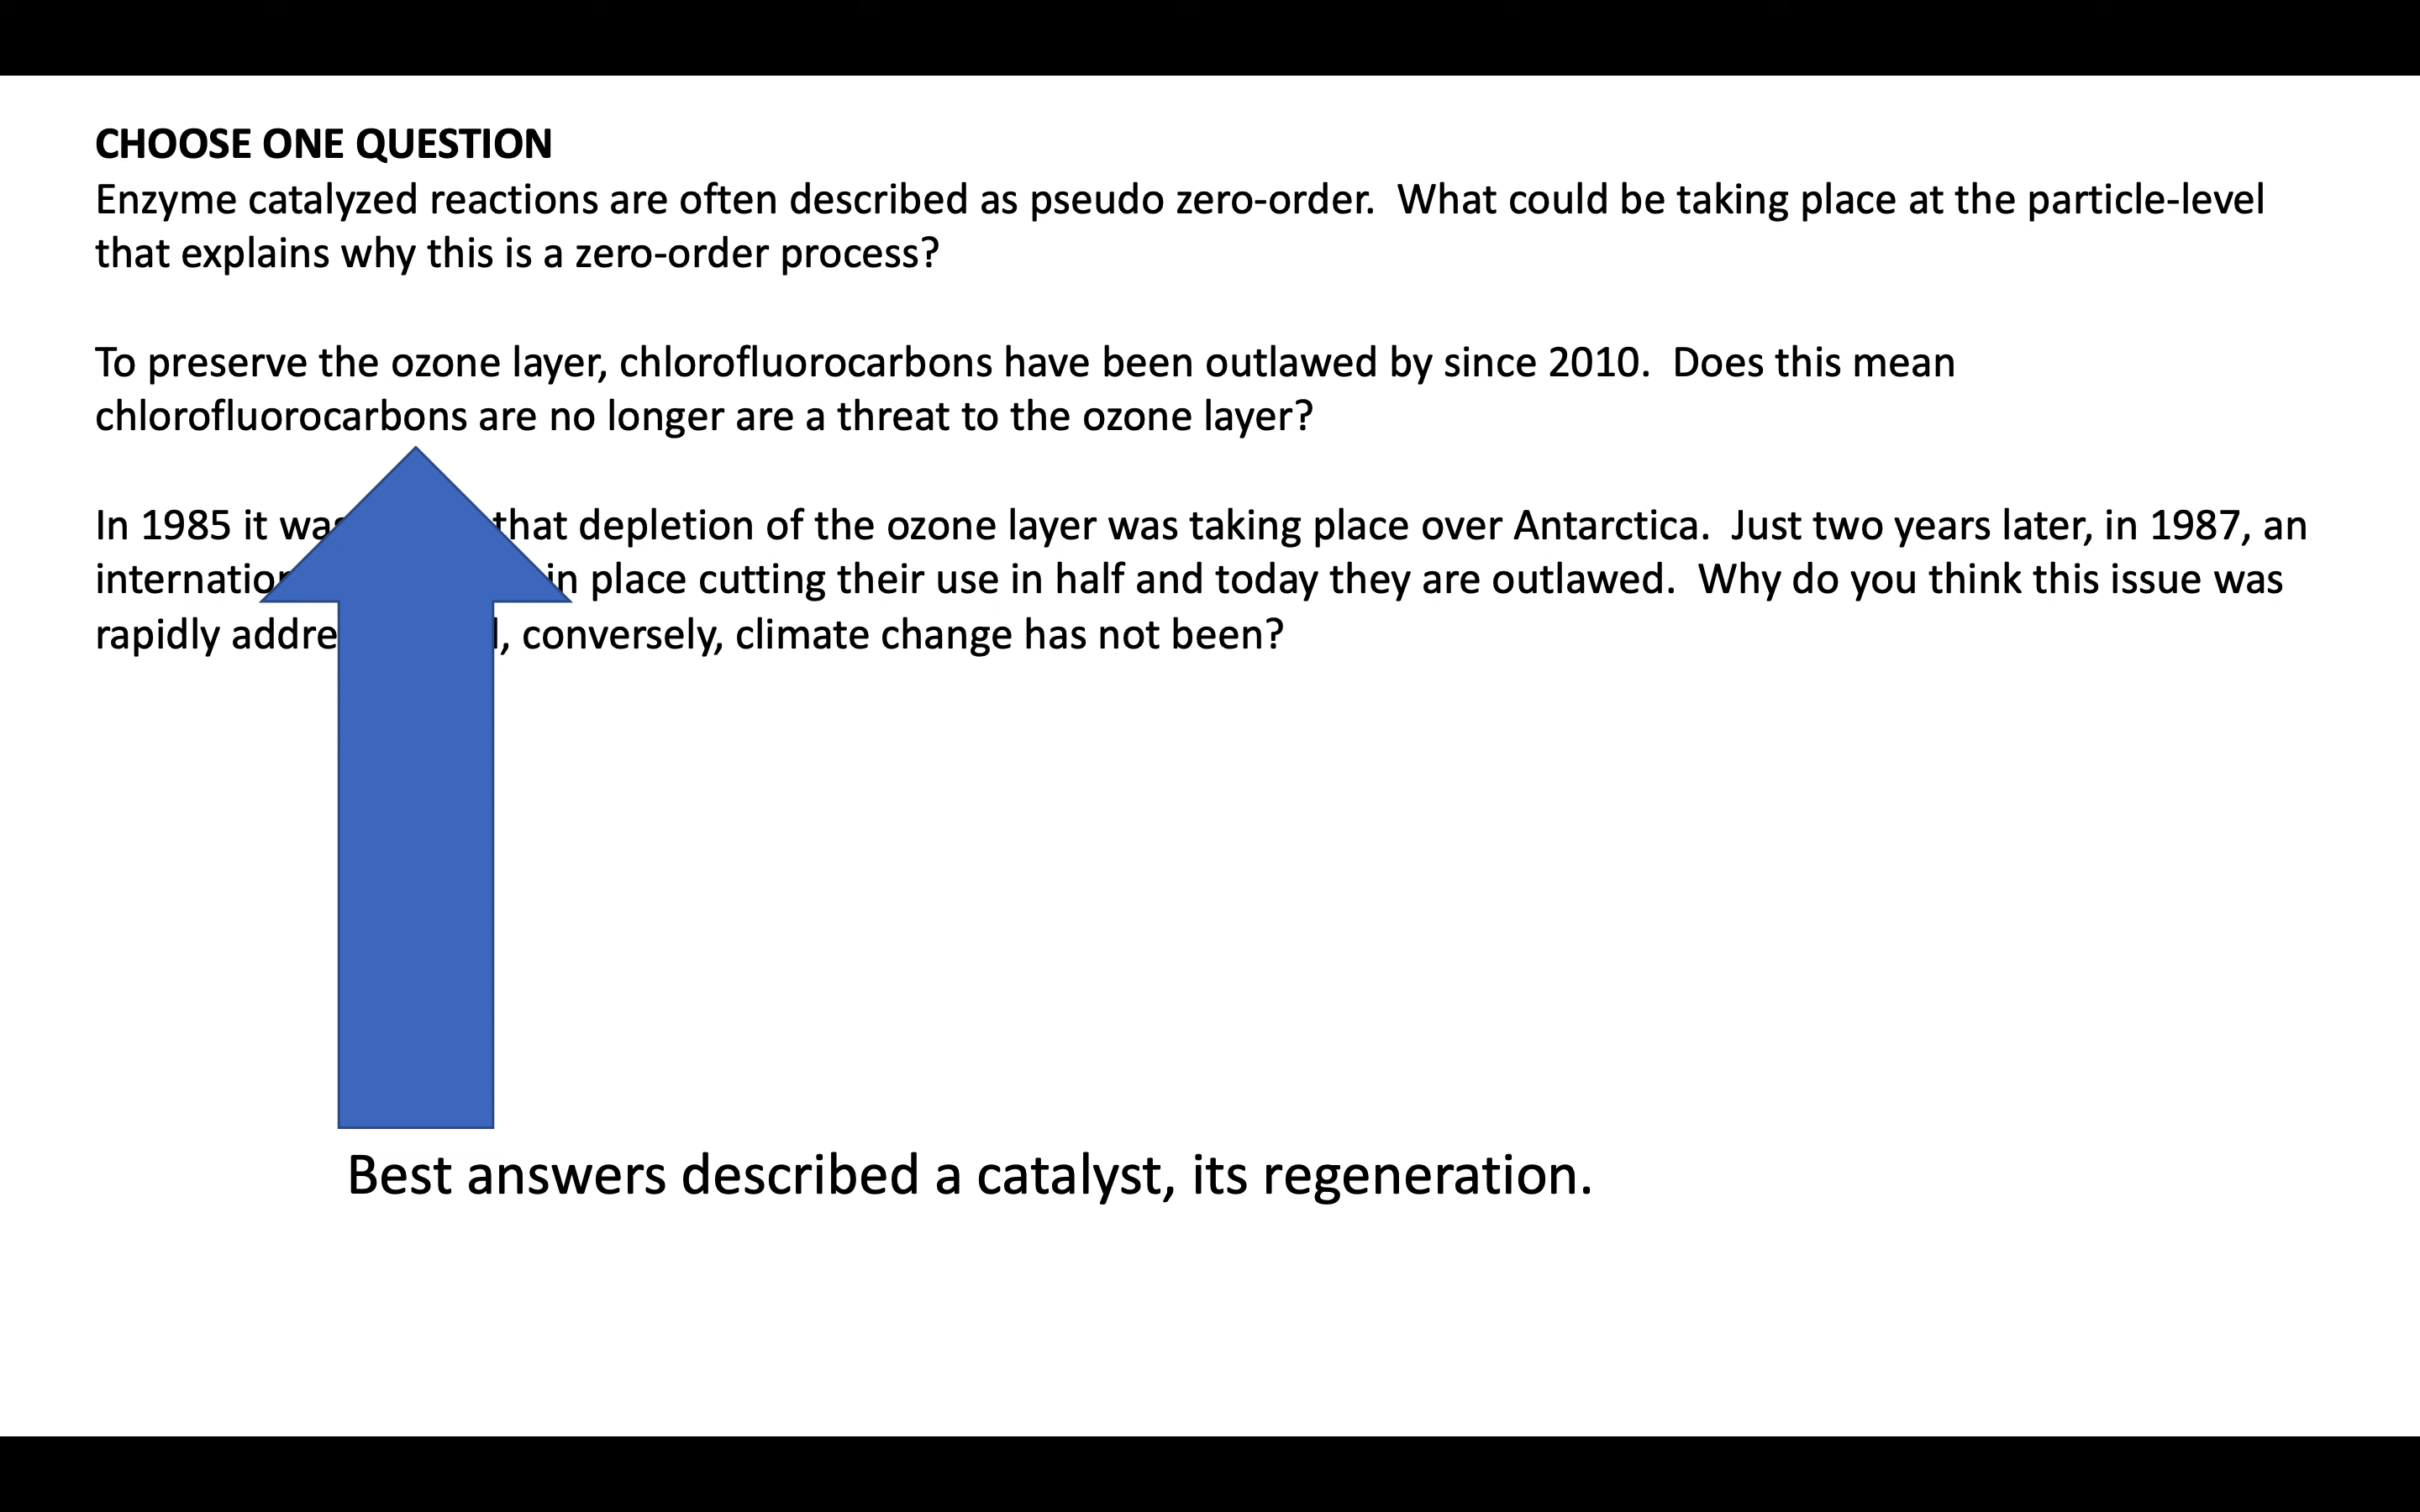 CHOOSE ONE QUESTION
Enzyme catalyzed reactions are often described as pseudo zero-order.  What could be taking place at the particle-level
that explains why this is a zero-order process?
To preserve the ozone layer, chlorofluorocarbons have been outlawed by since 2010.  Does this mean
chlorofluorocarbons are no longer are a threat to the ozone layer?
In 1985 it that depletion of the ozone layer was taking place over Antarctica.  Just two years later, in 1987, an
in place cutting their use in half and today they are outlawed.  Why do you think this issue was
rapidly conversely, climate change has not been?
Best answers described a catalyst, its regeneration.